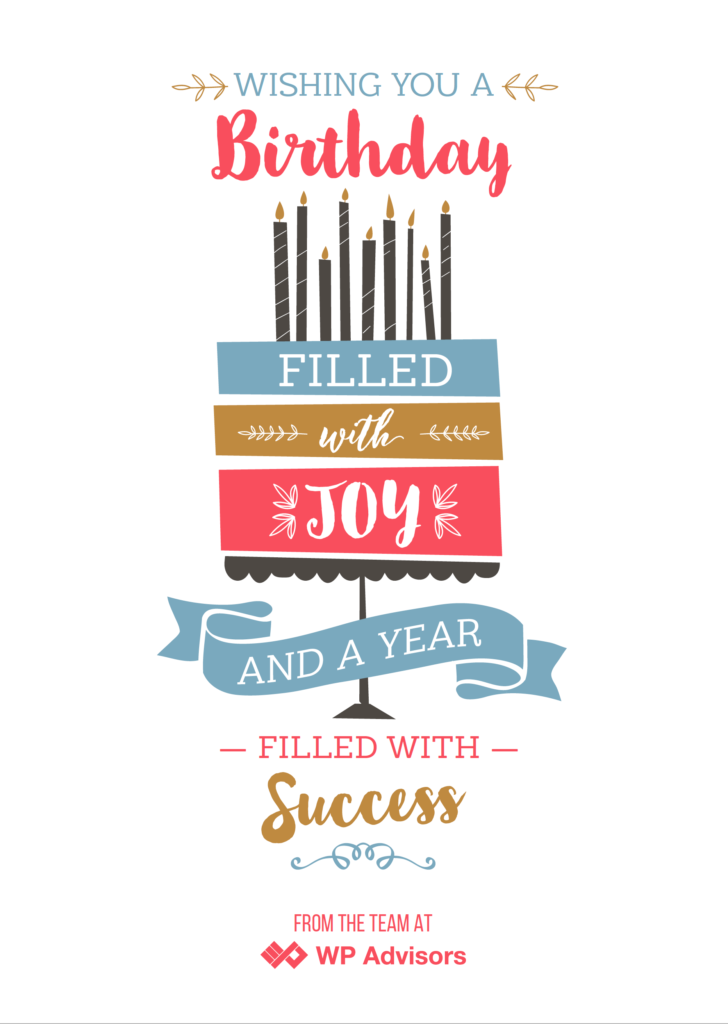 WISHING YOU A
Birthday
FILLED
with
JOY
AND A YEAR
— FILLED WITH —
Success
FROM THE TEAM AT
WP Advisors